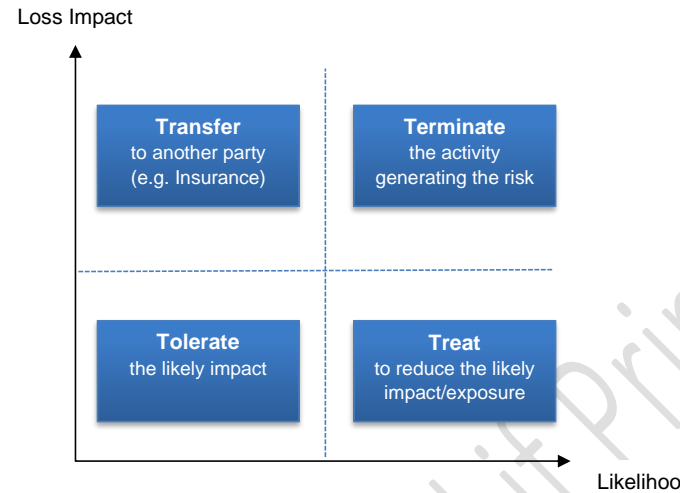 Loss Impact
Transfer
to another party
(e.g. Insurance)
Terminate
the activity
generating the risk
Tolerate
the likely impact
Treat
to reduce the likely
impact/exposure
Likelihoo